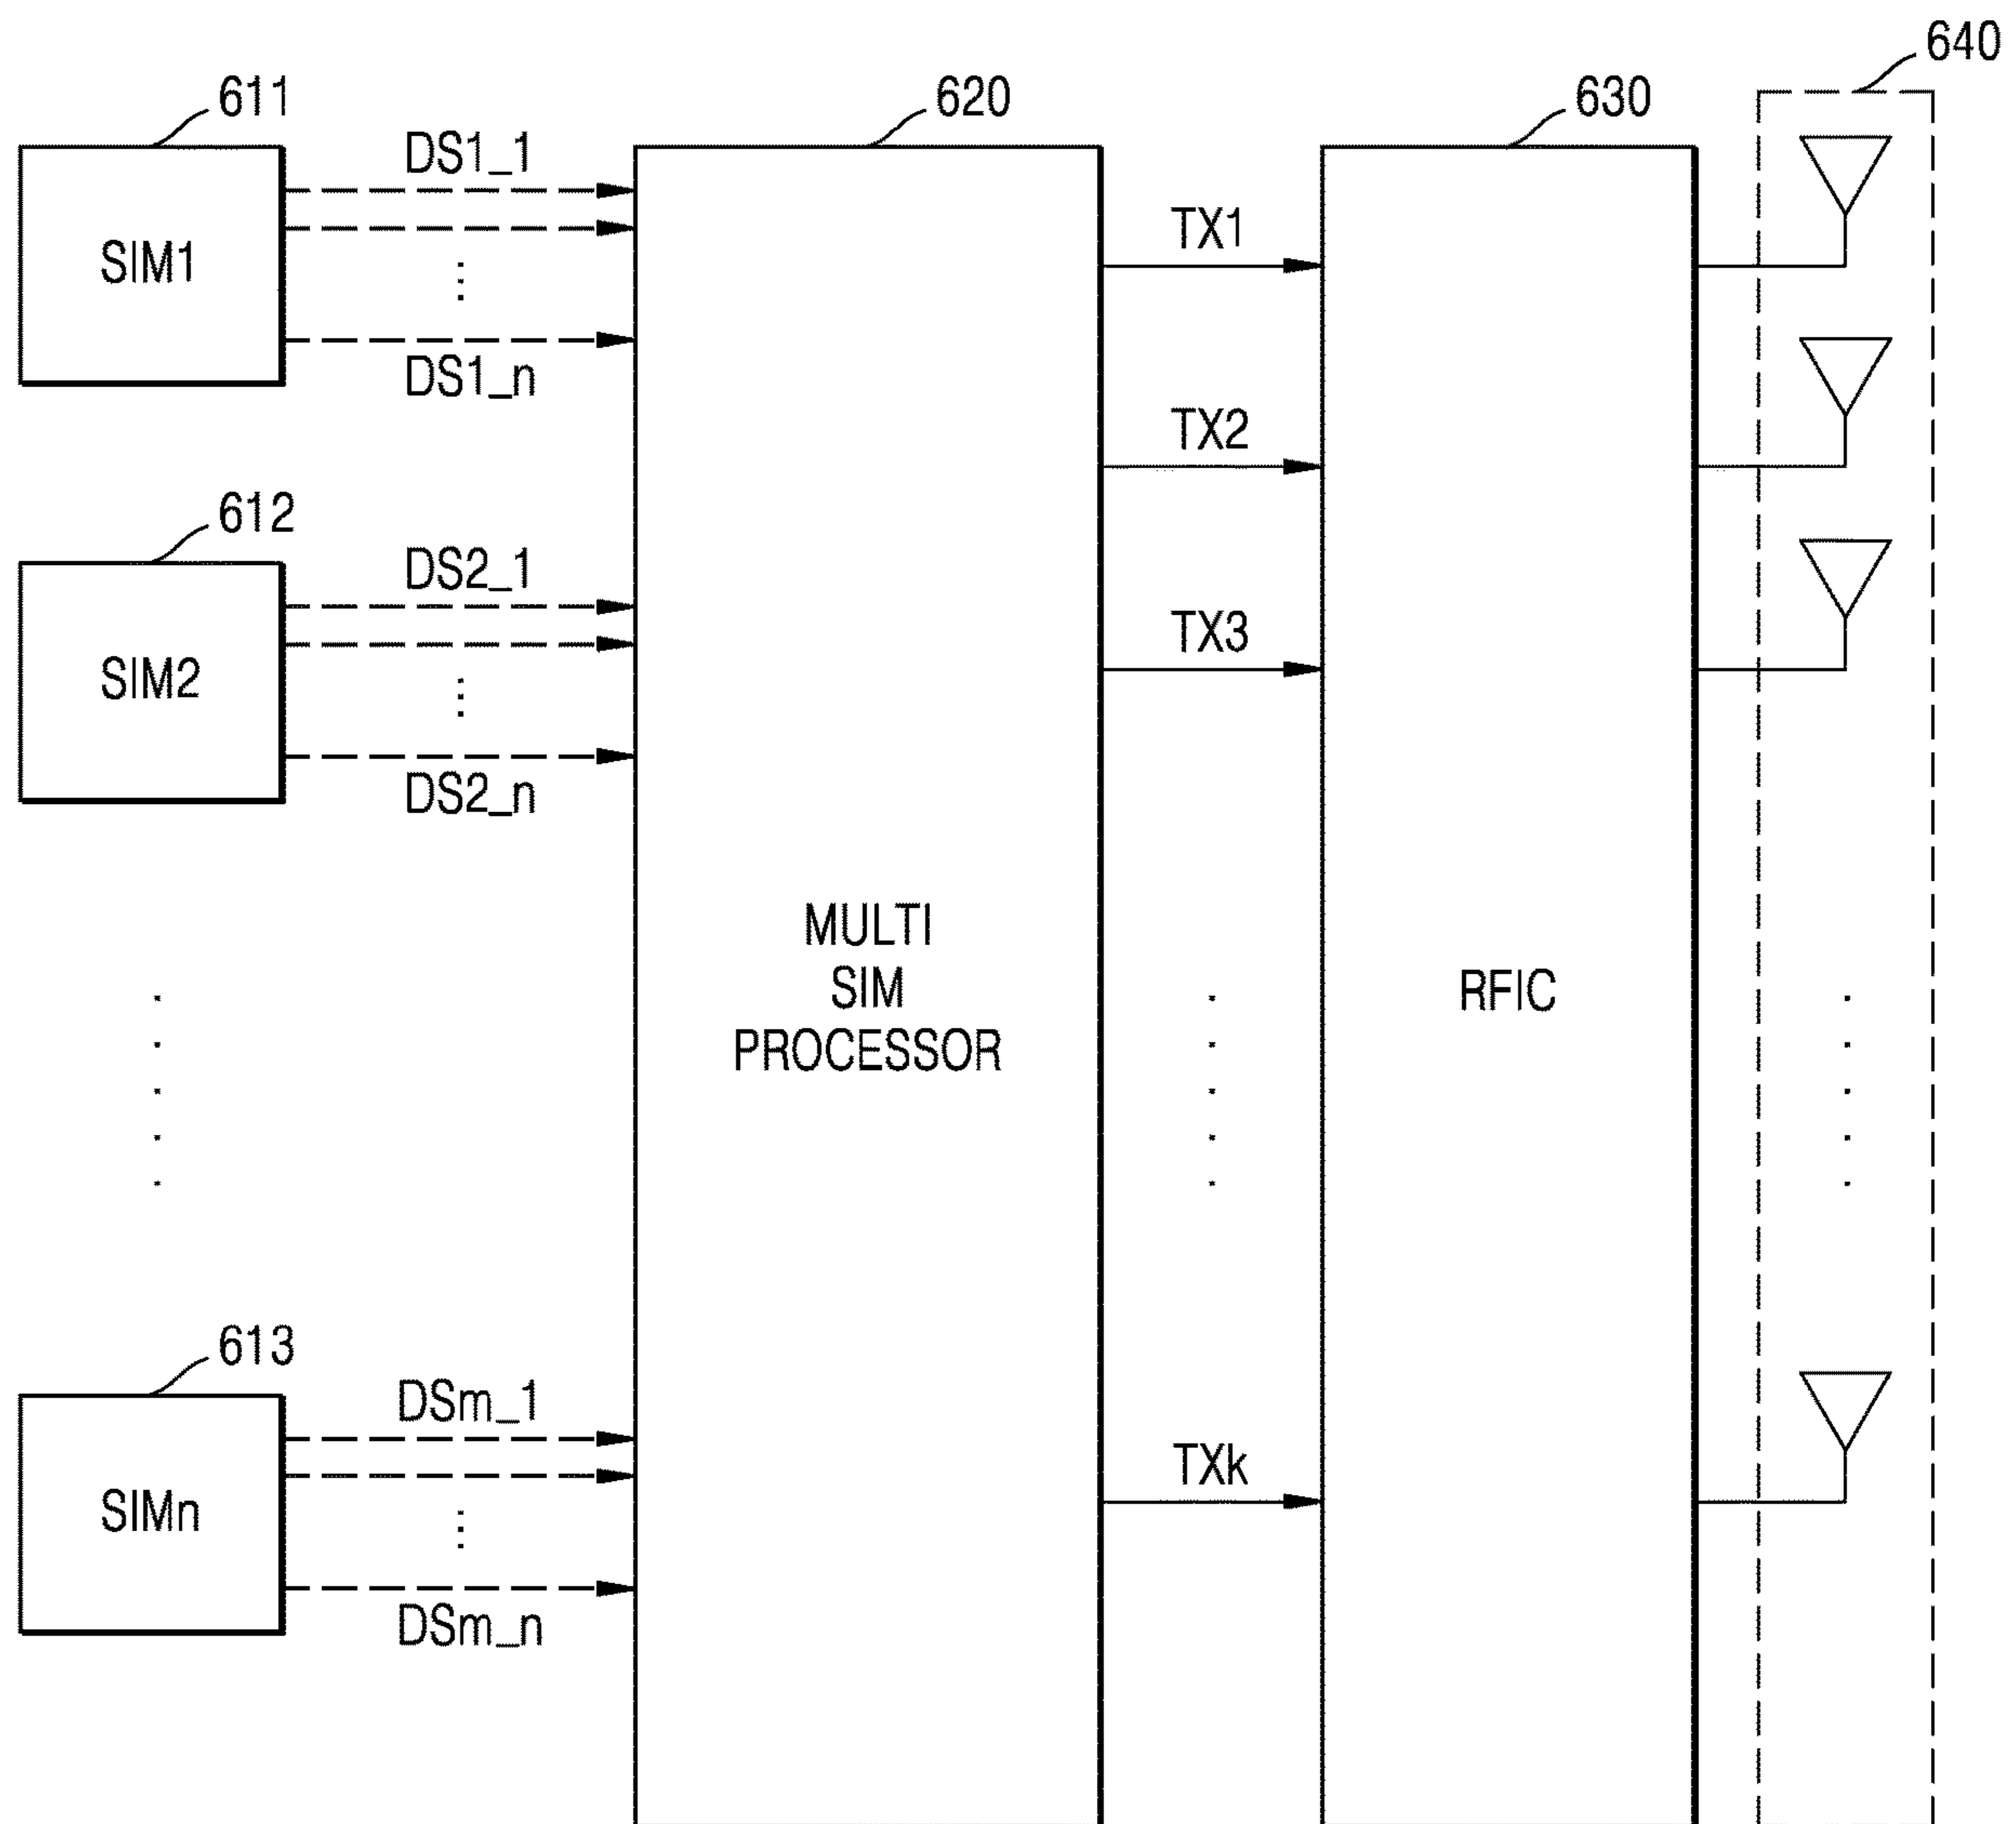 640
611
620
630
DS1_1
SIM1
TX1
DS1_n
TX2
612
DS2_1
TX3
SIM2
DS2_n
MULTI
SIM
PROCESSOR
RFIC
613
DSm_1
TXk
SIMn
DSm_n